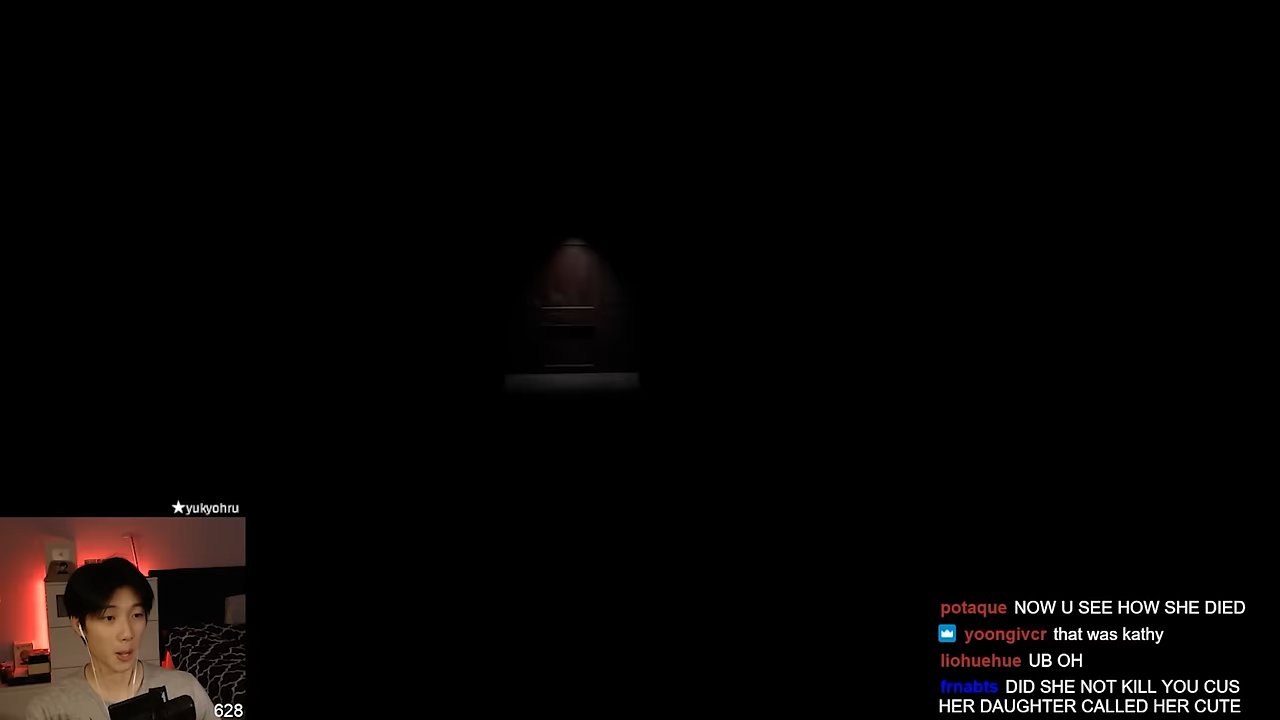 ★yukyohru
628
potaque NOW U SEE HOW SHE DIED
yoongivcr that was kathy
liohuehue UB OH
frnabts DID SHE NOT KILL YOU CUS
HER DAUGHTER CALLED HER CUTE